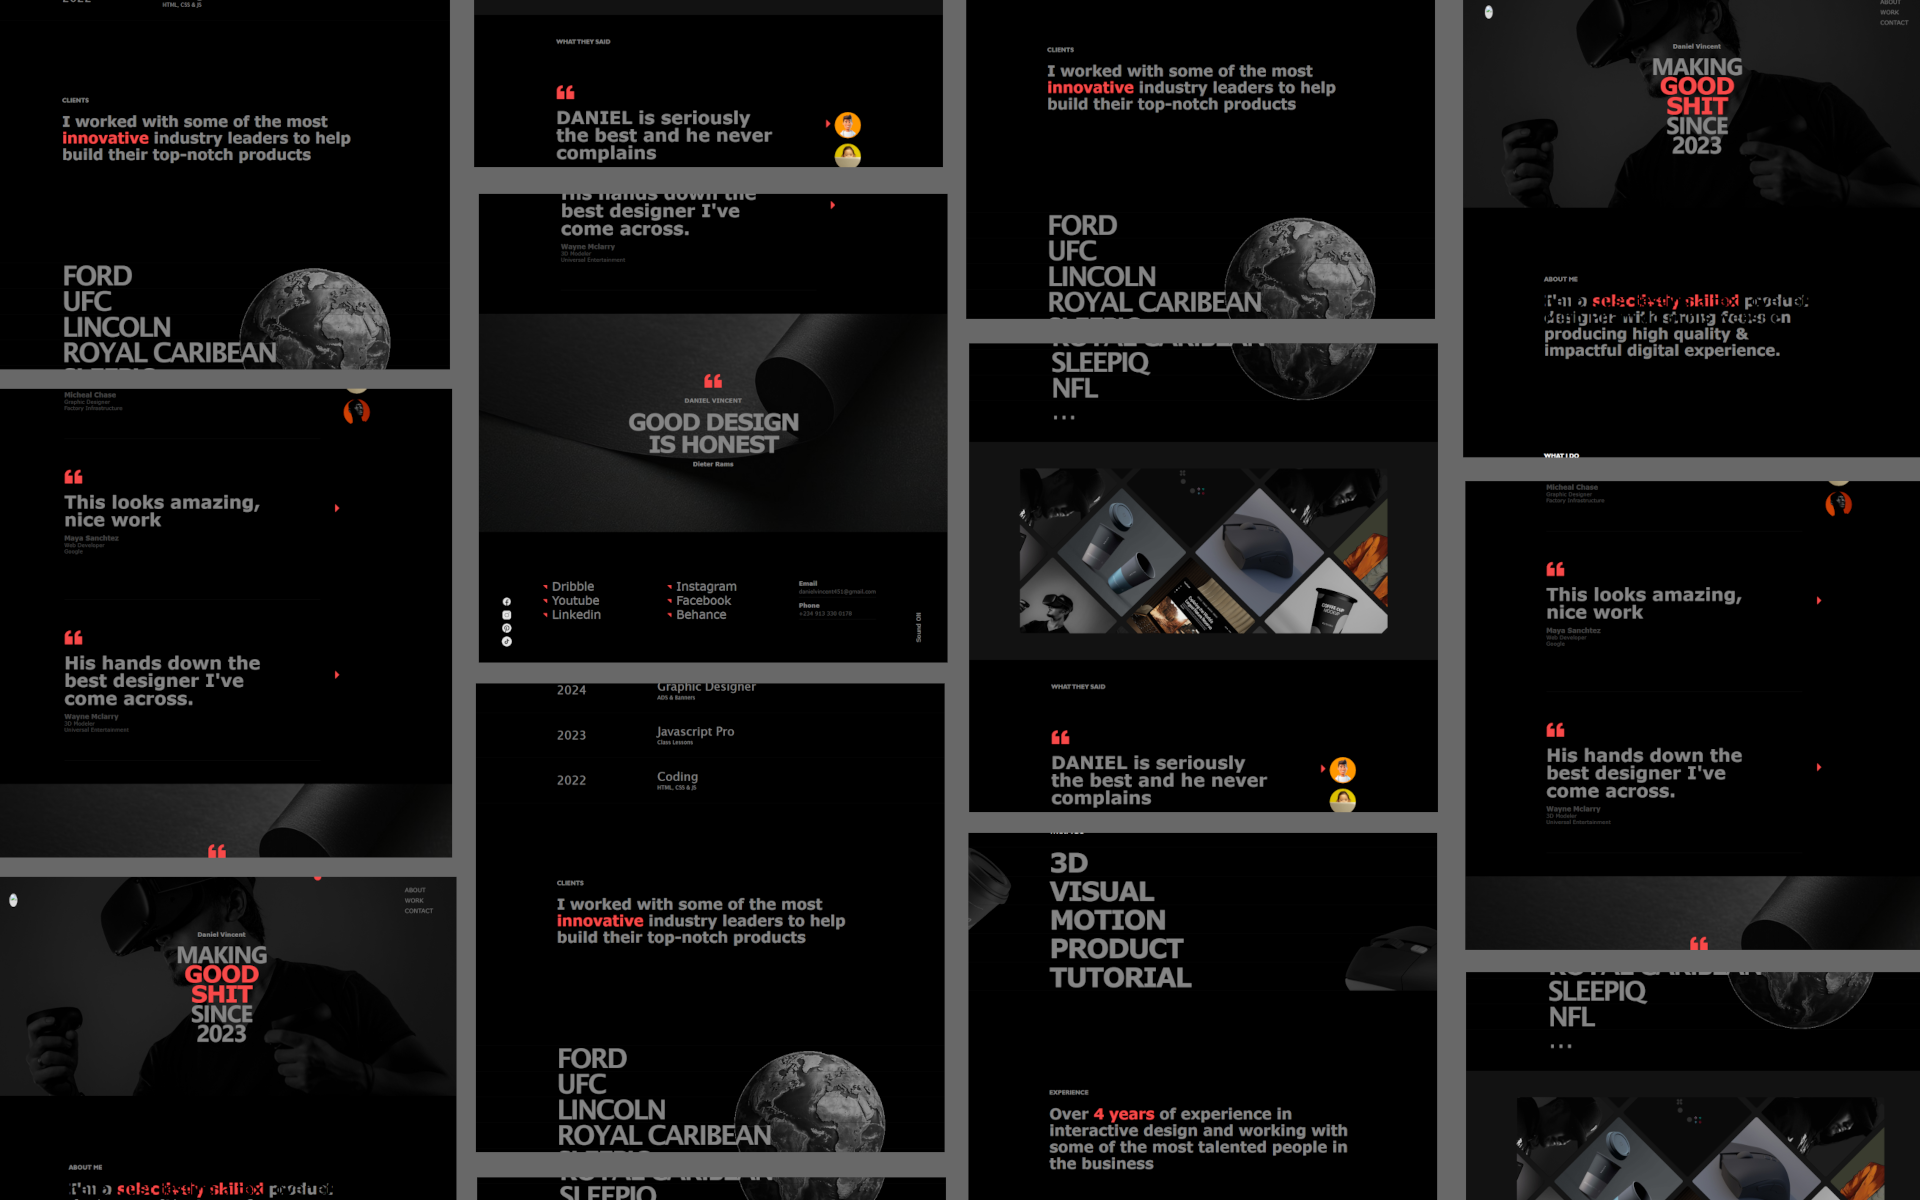 HTML, CSS & JS
CLIENTS
I worked with some of the most
innovative industry leaders to help
build their top-notch products
FORD
UFC
LINCOLN
ROYAL CARIBEAN
Micheal Chase
Graphic Designer
Factory Infrastructure
This looks amazing,
nice work
Maya Sanchtez
Web Developer
Google
His hands down the
best designer I've
come across.
Wayne Mclarry
3D Modeler
Universal Entertainment
ABOUT
WORK
CONTACT
Daniel Vincent
MAKING
GOOD
SHIT
SINCE
2023
ABOUT ME
I'm a selectively skilled product
WHAT THEY SAID
DANIEL is seriously
the best and he never
complains
His hands down the
best designer I've
come across.
Wayne Mclarry
3D Modeler
Universal Entertainment
DANIEL VINCENT
GOOD DESIGN
IS HONEST
Dieter Rams
Dribble
Youtube
Linkedin
Instagram
Facebook
Behance
Email
danielvincent451@gmail.com
Phone
Sound Off
2024 Graphic Designer
ADS & Banners
2023 Javascript Pro
Class Lessons
2022 Coding
HTML, CSS & JS
CLIENTS
I worked with some of the most
innovative industry leaders to help
build their top-notch products
FORD
UFC
LINCOLN
ROYAL CARIBEAN
SLEEPIQ
CLIENTS
I worked with some of the most
innovative industry leaders to help
build their top-notch products
FORD
UFC
LINCOLN
ROYAL CARIBEAN
SLEEPIQ
NFL
...
COFFEE CUP
MOCKUP
WHAT THEY SAID
DANIEL is seriously
the best and he never
complains
3D
VISUAL
MOTION
PRODUCT
TUTORIAL
EXPERIENCE
Over 4 years of experience in
interactive design and working with
some of the most talented people in
the business
ABOUT
WORK
CONTACT
Daniel Vincent
MAKING
GOOD
SHIT
SINCE
2023
ABOUT ME
I'm a selectively skilled product
designer with strong focus on
producing high quality &
impactful digital experience.
WHAT I DO
Micheal Chase
Graphic Designer
Factory Infrastructure
This looks amazing,
nice work
Maya Sanchtez
Web Developer
Google
His hands down the
best designer I've
come across.
Wayne Mclarry
3D Modeler
Universal Entertainment
ROYAL CARIBEAN
SLEEPIQ
NFL
...